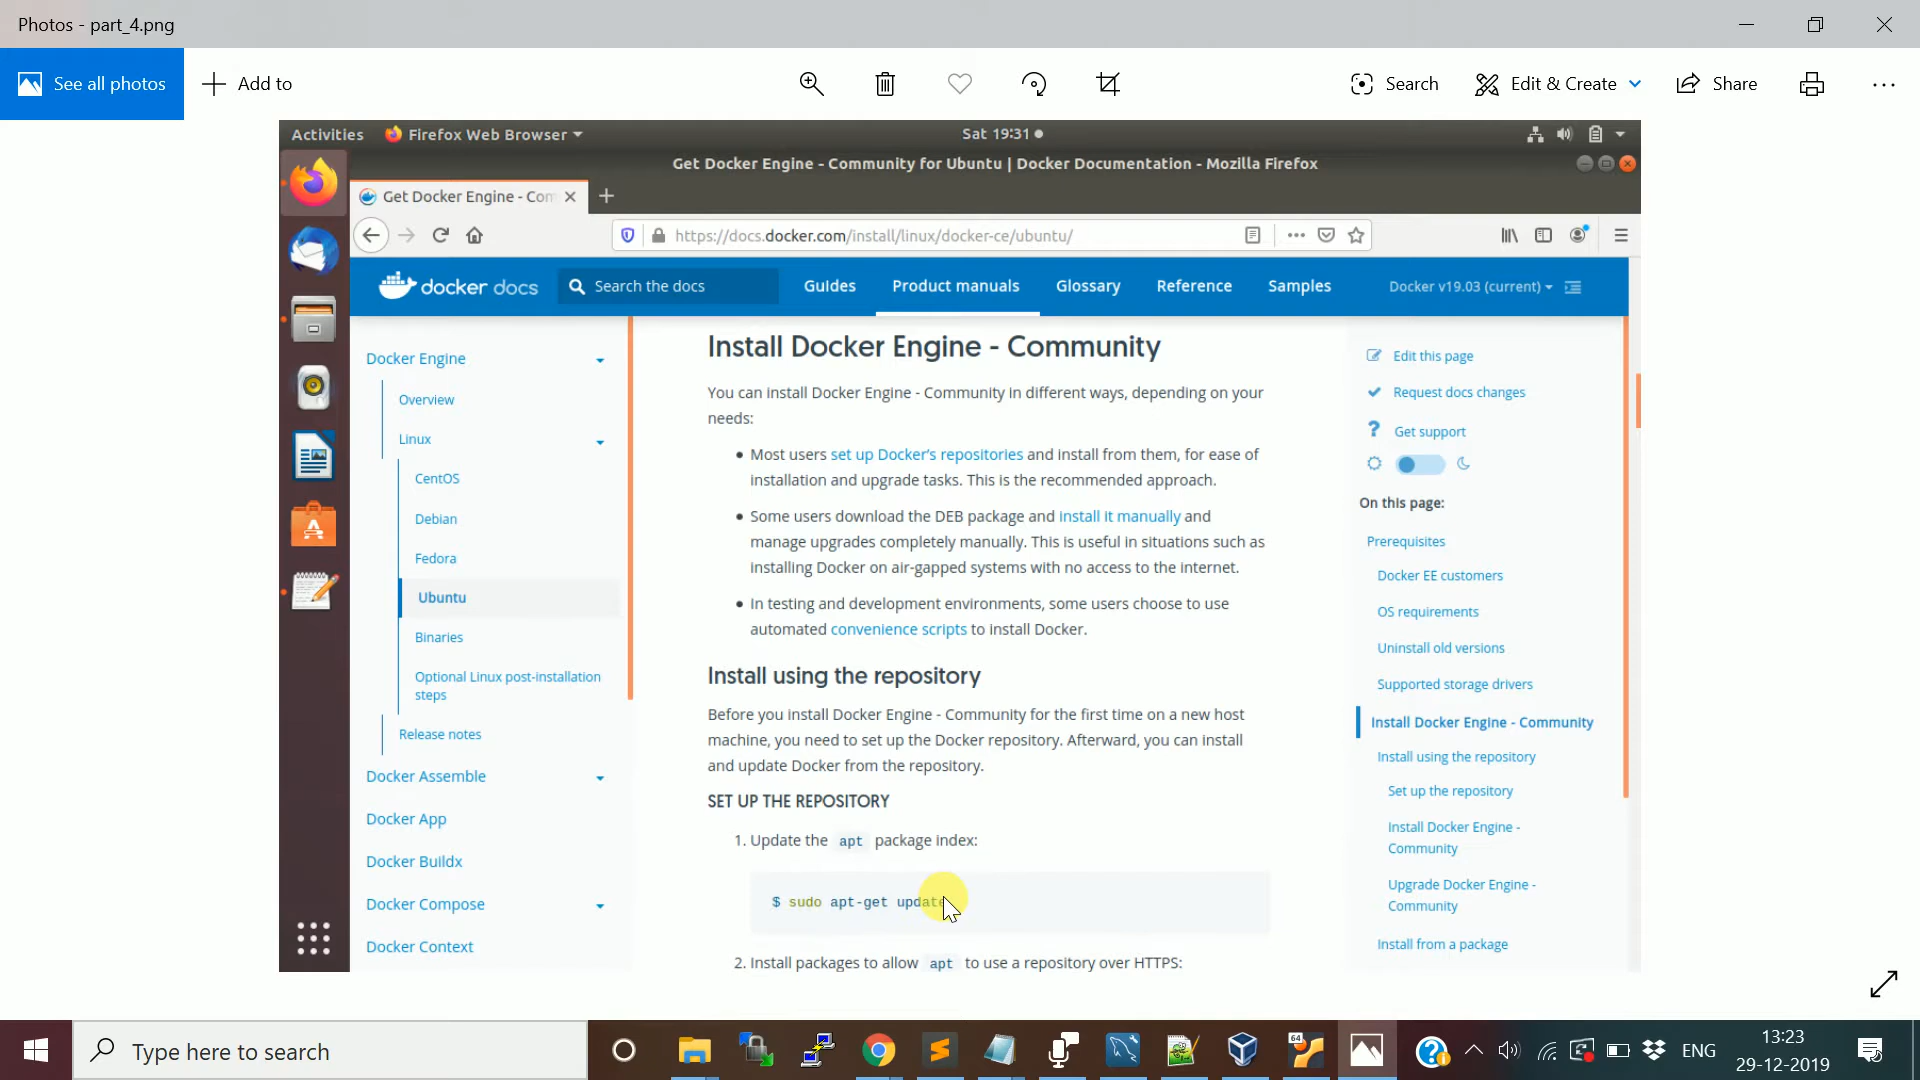 Photos - part_4.png
See all photos
Add to
Search
Edit & Create
Share
Activities
Firefox Web Browser
Sat 19:31
Get Docker Engine - Community for Ubuntu | Docker Documentation - Mozilla Firefox
Get Docker Engine - Com
https://docs.docker.com/install/linux/docker-ce/ubuntu/
docker docs
Search the docs
Guides
Product manuals
Glossary
Reference
Samples
Docker v19.03 (current)
Docker Engine
Overview
Linux
CentOS
Debian
Fedora
Ubuntu
Binaries
Optional Linux post-installation
steps
Release notes
Docker Assemble
Docker App
Docker Buildx
Docker Compose
Docker Context
Install Docker Engine - Community
You can install Docker Engine - Community in different ways, depending on your
needs:
Most users set up Docker's repositories and install from them, for ease of
installation and upgrade tasks. This is the recommended approach.
Some users download the DEB package and install it manually and
manage upgrades completely manually. This is useful in situations such as
installing Docker on air-gapped systems with no access to the internet.
In testing and development environments, some users choose to use
automated convenience scripts to install Docker.
Install using the repository
Before you install Docker Engine - Community for the first time on a new host
machine, you need to set up the Docker repository. Afterward, you can install
and update Docker from the repository.
SET UP THE REPOSITORY
1. Update the apt package index:
$ sudo apt-get update
2. Install packages to allow apt to use a repository over HTTPS:
Edit this page
Request docs changes
Get support
On this page:
Prerequisites
Docker EE customers
OS requirements
Uninstall old versions
Supported storage drivers
Install Docker Engine - Community
Install using the repository
Set up the repository
Install Docker Engine -
Community
Upgrade Docker Engine -
Community
Install from a package
Type here to search
64
ENG
13:23
29-12-2019